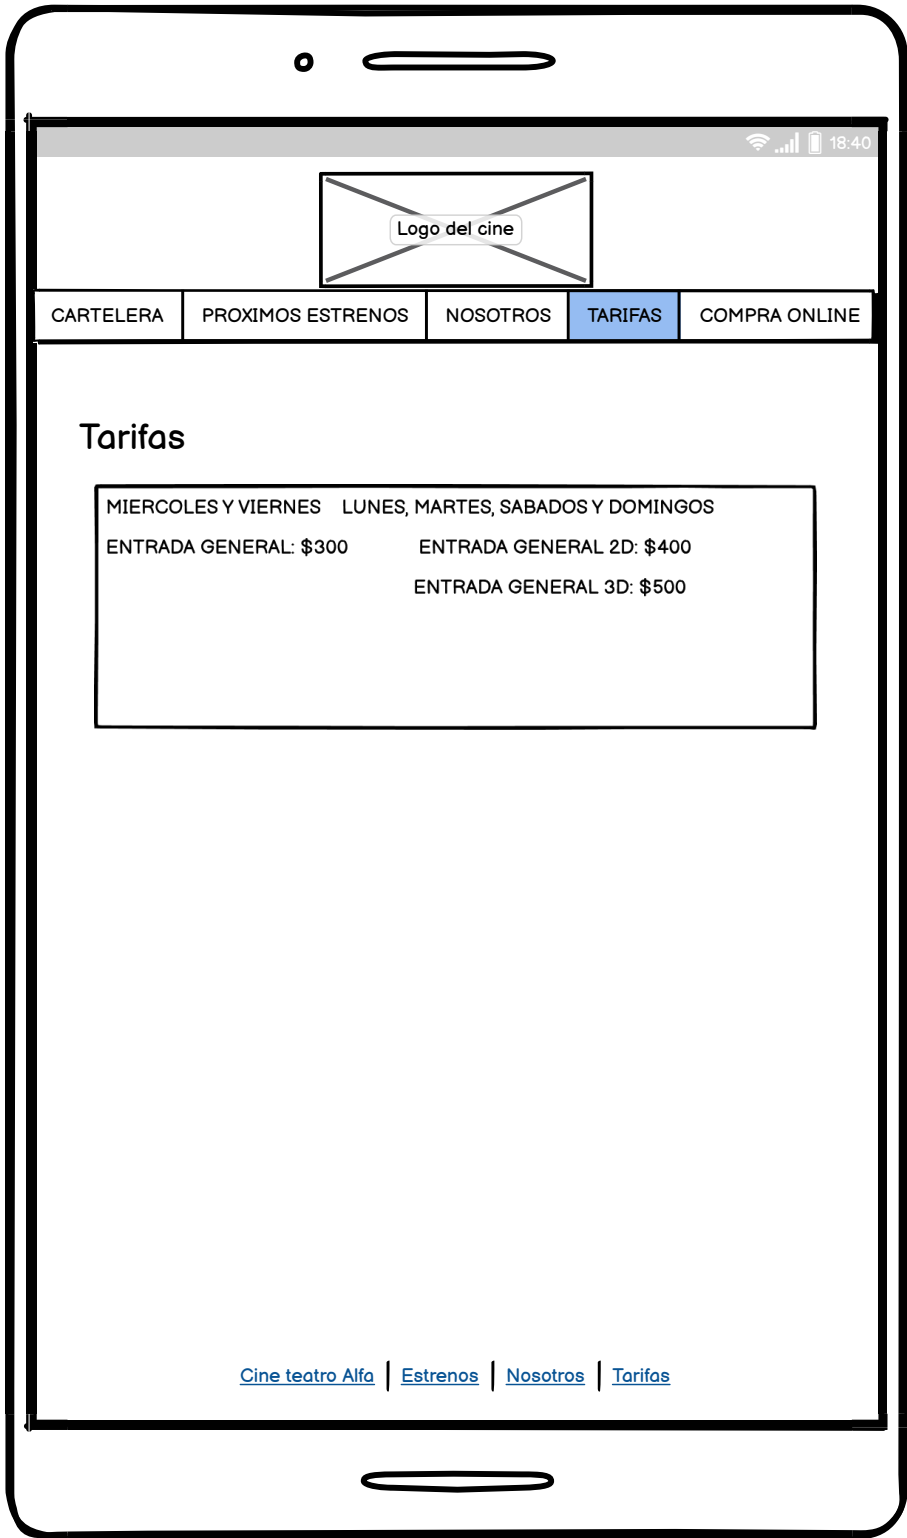 18:40
Logo del cine
CARTELERA PROXIMOS ESTRENOS NOSOTROS TARIFAS COMPRA ONLINE
Tarifas
MIERCOLES Y VIERNES LUNES, MARTES, SABADOS Y DOMINGOS
ENTRADA GENERAL: $300 ENTRADA GENERAL 2D: $400
ENTRADA GENERAL 3D: $500
Cine teatro Alfa Estrenos Nosotros Tarifas